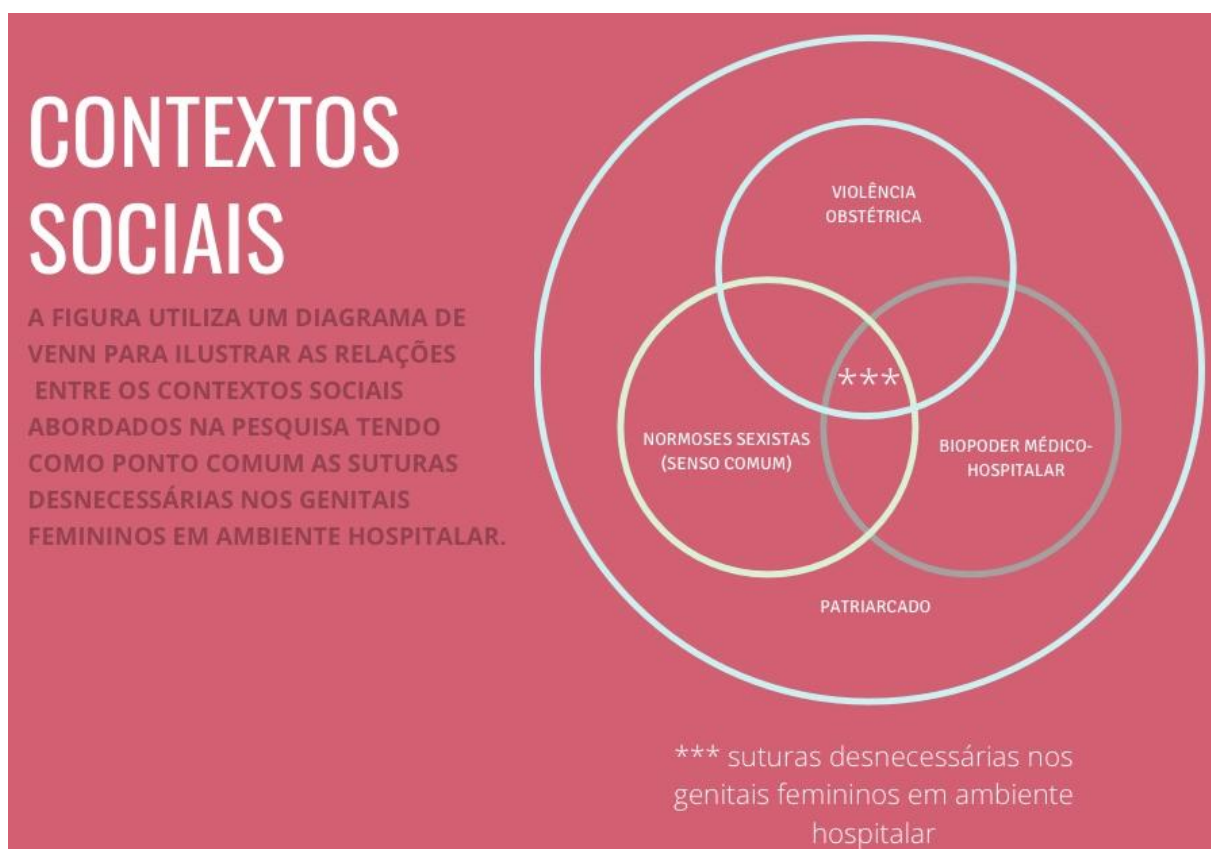 CONTEXTOS
SOCIAIS
A FIGURA UTILIZA UM DIAGRAMA DE
VENN PARA ILUSTRAR AS RELAÇÕES
ENTRE OS CONTEXTOS SOCIAIS
ABORDADOS NA PESQUISA TENDO
COMO PONTO COMUM AS SUTURAS
DESNECESSÁRIAS NOS GENITAIS
FEMININOS EM AMBIENTE HOSPITALAR.
VIOLÊNCIA
OBSTÉTRICA
***
NORMOSES SEXISTAS
(SENSO COMUM)
BIOPODER MÉDICO-
HOSPITALAR
PATRIARCADO
*** suturas desnecessárias nos
genitais femininos em ambiente
hospitalar